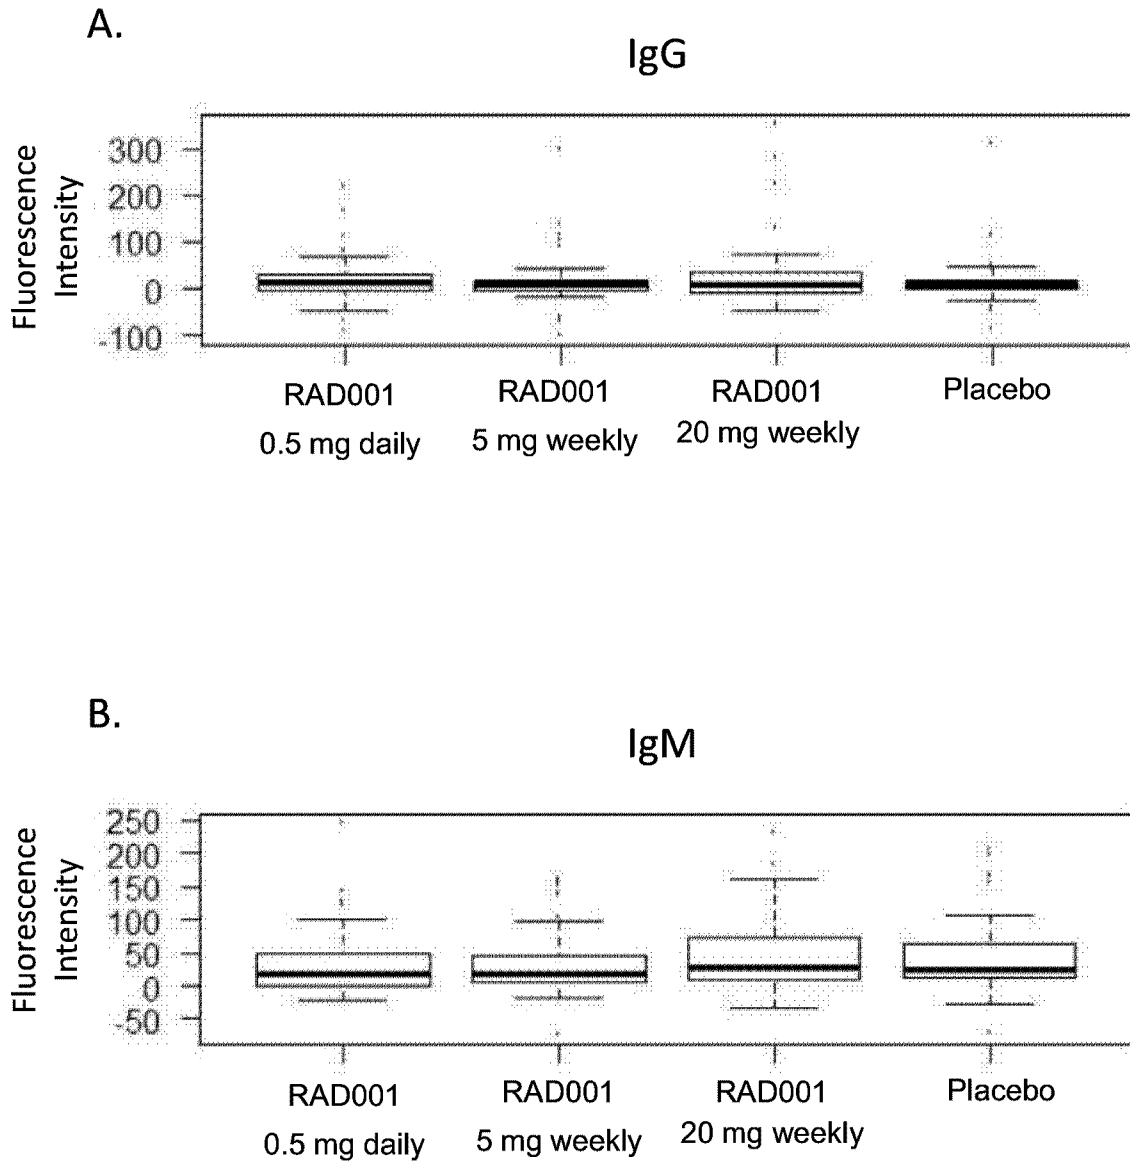 A.
IgG
Fluorescence
Intensity
300
200
100
0
-100
RAD001
0.5 mg daily
RAD001
5 mg weekly
RAD001
20 mg weekly
Placebo
B.
IgM
Fluorescence
Intensity
250
200
150
100
50
0
-50
RAD001
0.5 mg daily
RAD001
5 mg weekly
RAD001
20 mg weekly
Placebo